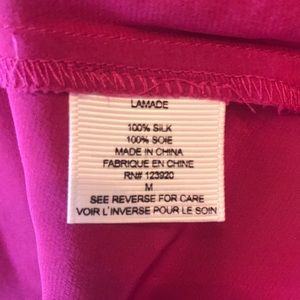 LAMADE
100% SILK
100% SOIE
MADE IN CHINA
FABRIQUE EN CHINE
RN# 123920
M
SEE REVERSE FOR CARE
VOIR L'INVERSE POUR LE SOIN